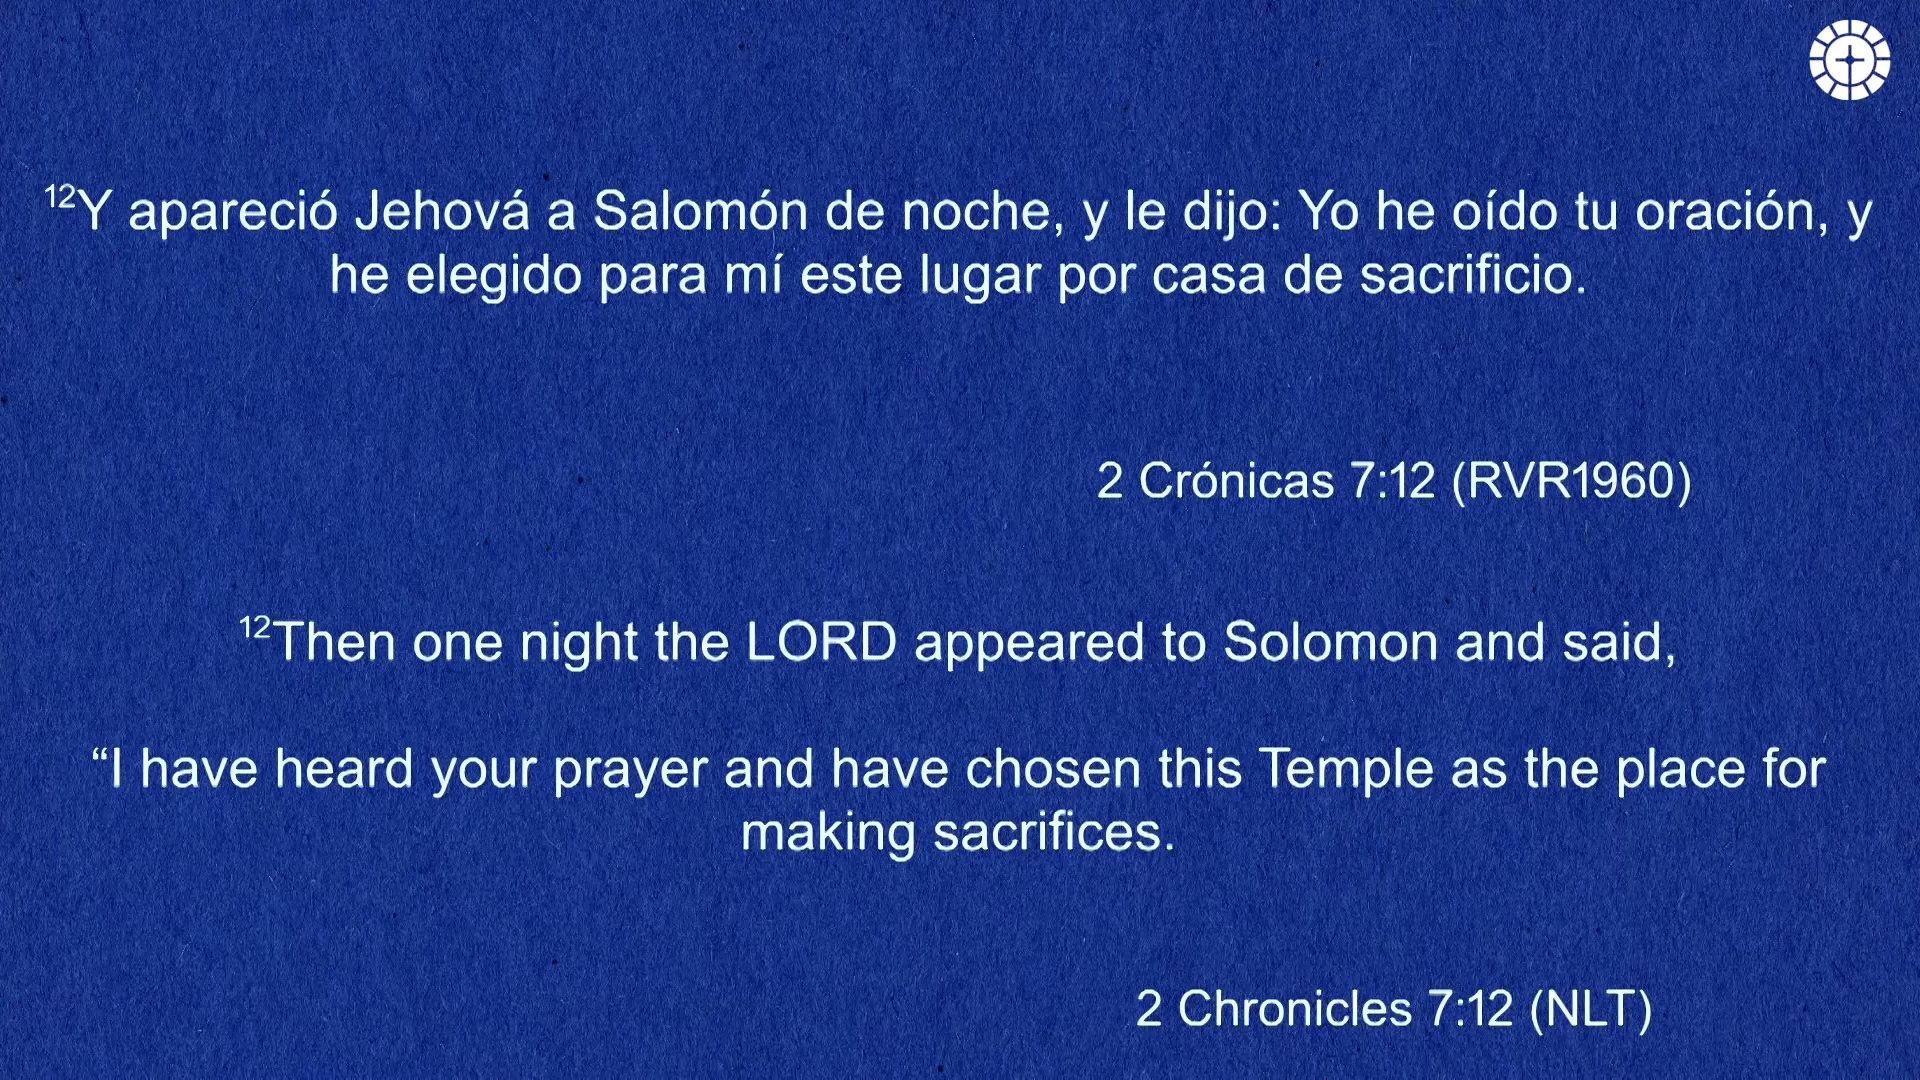 ¹²Y apareció Jehová a Salomón de noche, y le dijo: Yo he oído tu oración, y
he elegido para mí este lugar por casa de sacrificio.
2 Crónicas 7:12 (RVR1960)
¹²Then one night the LORD appeared to Solomon and said,
“I have heard your prayer and have chosen this Temple as the place for
making sacrifices.
2 Chronicles 7:12 (NLT)